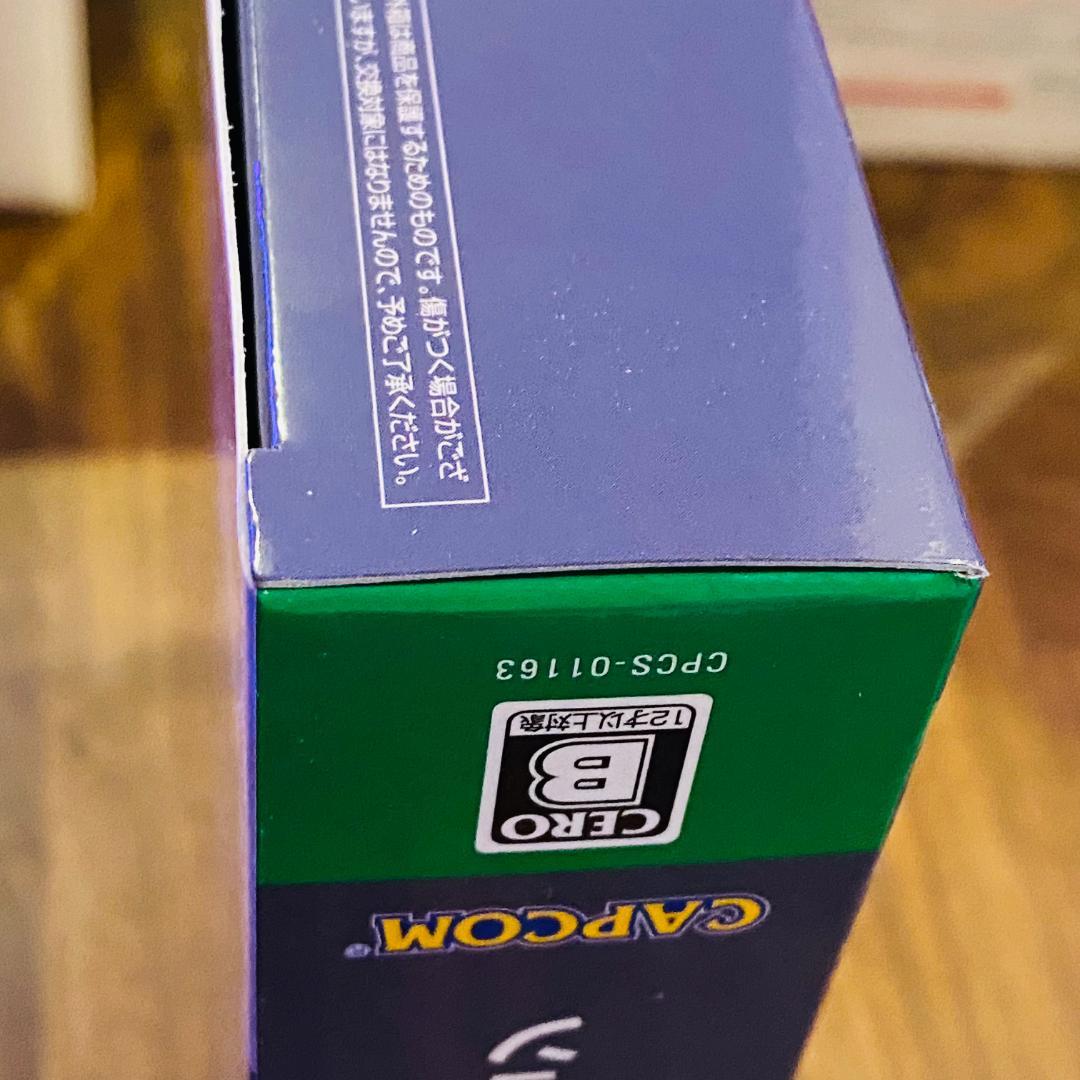 外箱は商品を保護するためのものです。傷がつく場合がござ
いますが、交換対象にはなりませんので、予めご了承ください。
CAPCOM®
CERO
B
12才以上対象
CPCS-01163